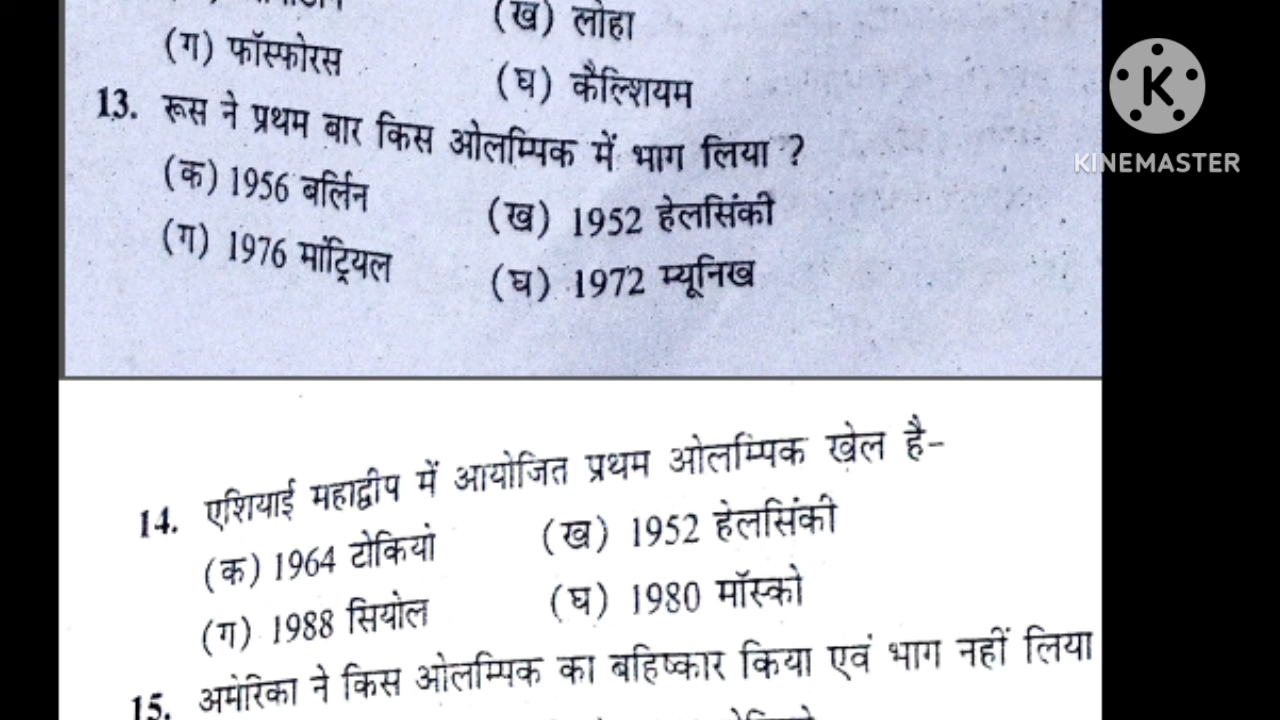 (ख) लोहा
(ग) फॉस्फोरस (घ) कैल्शियम
13. रूस ने प्रथम बार किस ओलम्पिक में भाग लिया ?
(क) 1956 बर्लिन (ख) 1952 हेलसिंकी
(ग) 1976 मांट्रियल (घ) 1972 म्यूनिख
K
KINEMASTER
14. एशियाई महाद्वीप में आयोजित प्रथम ओलम्पिक खेल है-
(क) 1964 टोकियो (ख) 1952 हेलसिंकी
(ग) 1988 सियोल (घ) 1980 मॉस्को
15. अमेरिका ने किस ओलम्पिक का बहिष्कार किया एवं भाग नहीं लिया